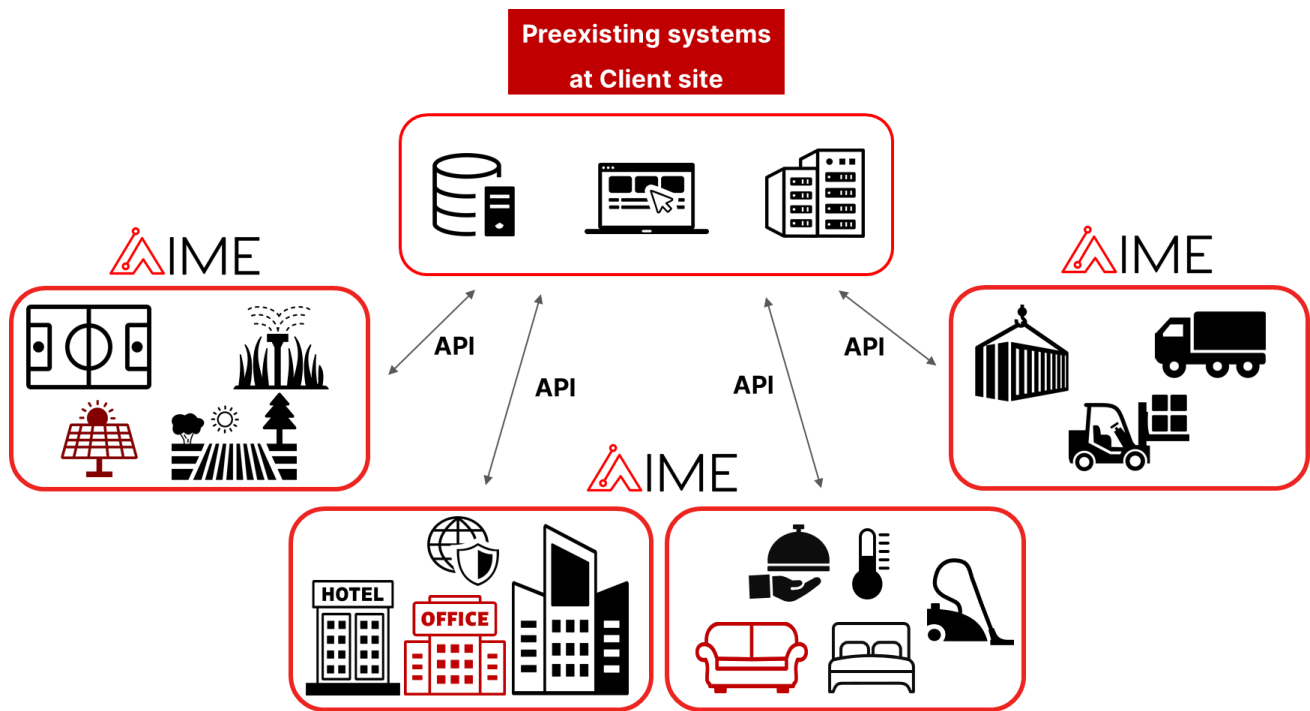 Preexisting systems
at Client site
AIME
AIME
API
API
API
API
AIME
HOTEL
OFFICE